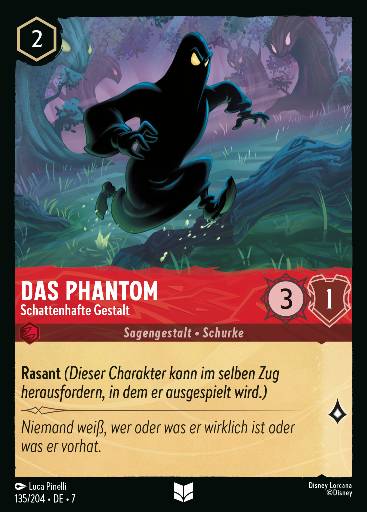 2
DAS PHANTOM
Schattenhafte Gestalt
3
1
Sagengestalt • Schurke
Rasant (Dieser Charakter kann im selben Zug
herausfordern, in dem er ausgespielt wird.)
Niemand weiß, wer oder was er wirklich ist oder
was er vorhat.
Luca Pinelli
135/204 • DE • 7
Disney Lorcana
©Disney